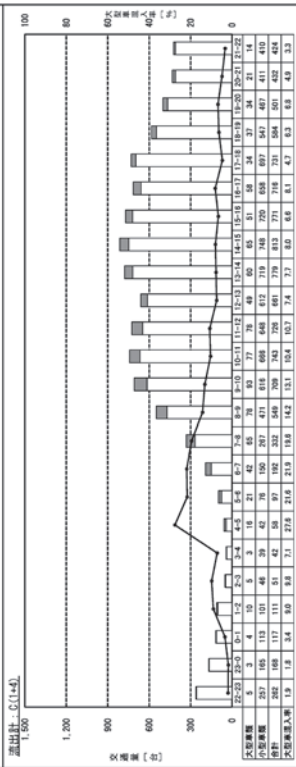 流出計：C(1+4)
交通量 [台]
大型車混入率 [%]
1,500 1,200 900 600 300 0
100 80 60 40 20 0
22-23 23-0 0-1 1-2 2-3 3-4 4-5 5-6 6-7 7-8 8-9 9-10 10-11 11-12 12-13 13-14 14-15 15-16 16-17 17-18 18-19 19-20 20-21 21-22
大型車類 5 3 4 10 5 3 16 21 42 65 78 93 77 78 49 60 65 51 58 34 37 34 21 14
小型車類 257 165 113 101 46 39 42 76 150 267 471 616 666 648 612 719 748 720 658 697 547 467 411 410
合計 262 168 117 111 51 42 58 97 192 332 549 709 743 726 661 779 813 771 716 731 584 501 432 424
大型車混入率 1.9 1.8 3.4 9.0 9.8 7.1 27.6 21.6 21.9 19.6 14.2 13.1 10.4 10.7 7.4 7.7 8.0 6.6 8.1 4.7 6.3 6.8 4.9 3.3